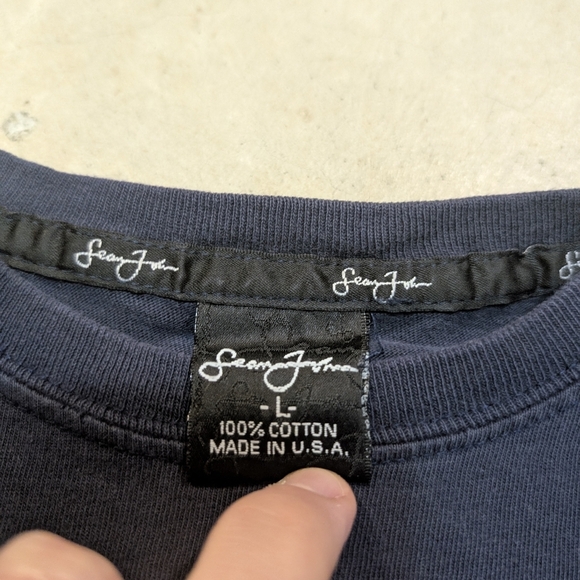 Sean John
Sean John
Sean John
-L-
100% COTTON
MADE IN U.S.A.